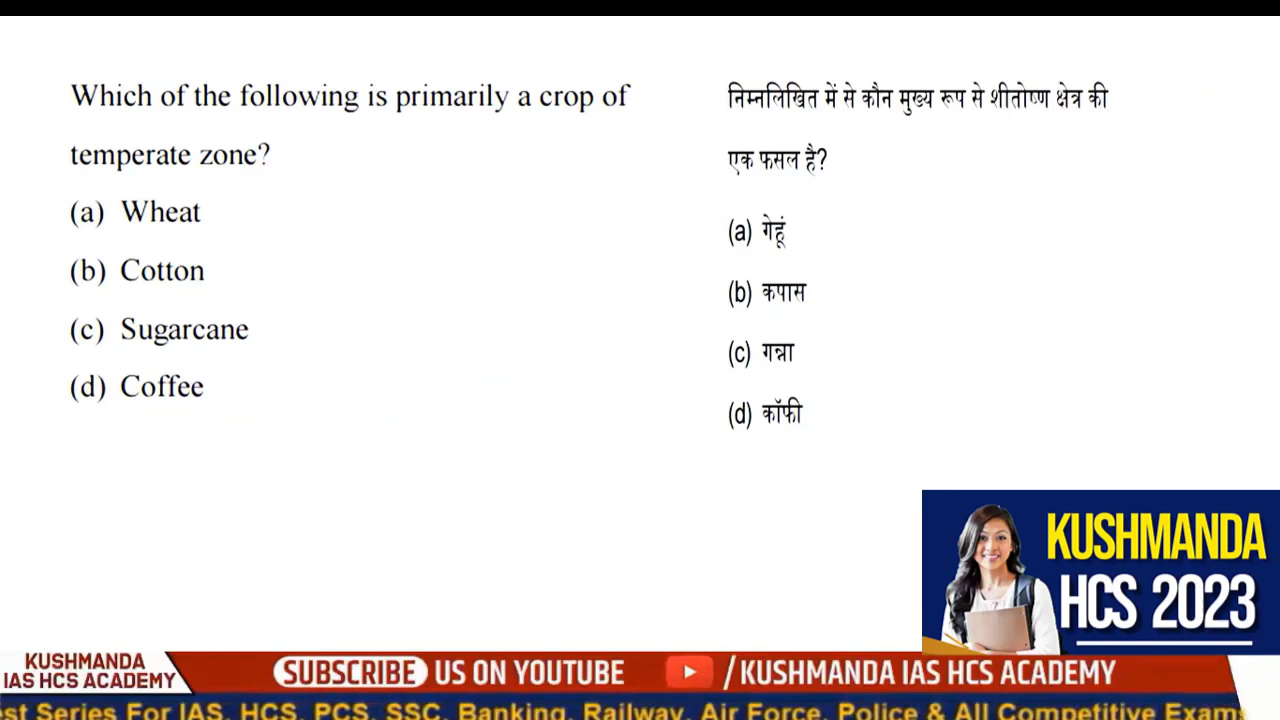 Which of the following is primarily a crop of
temperate zone?
(a) Wheat
(b) Cotton
(c) Sugarcane
(d) Coffee
निम्नलिखित में से कौन मुख्य रूप से शीतोष्ण क्षेत्र की
एक फसल है?
(a) गेहूं
(b) कपास
(c) गन्ना
(d) कॉफी
KUSHMANDA
HCS 2023
KUSHMANDA
IAS HCS ACADEMY
SUBSCRIBE US ON YOUTUBE /KUSHMANDA IAS HCS ACADEMY
est Series For IAS, HCS, PCS, SSC, Banking, Railway, Air Force, Police & All Competitive Exams